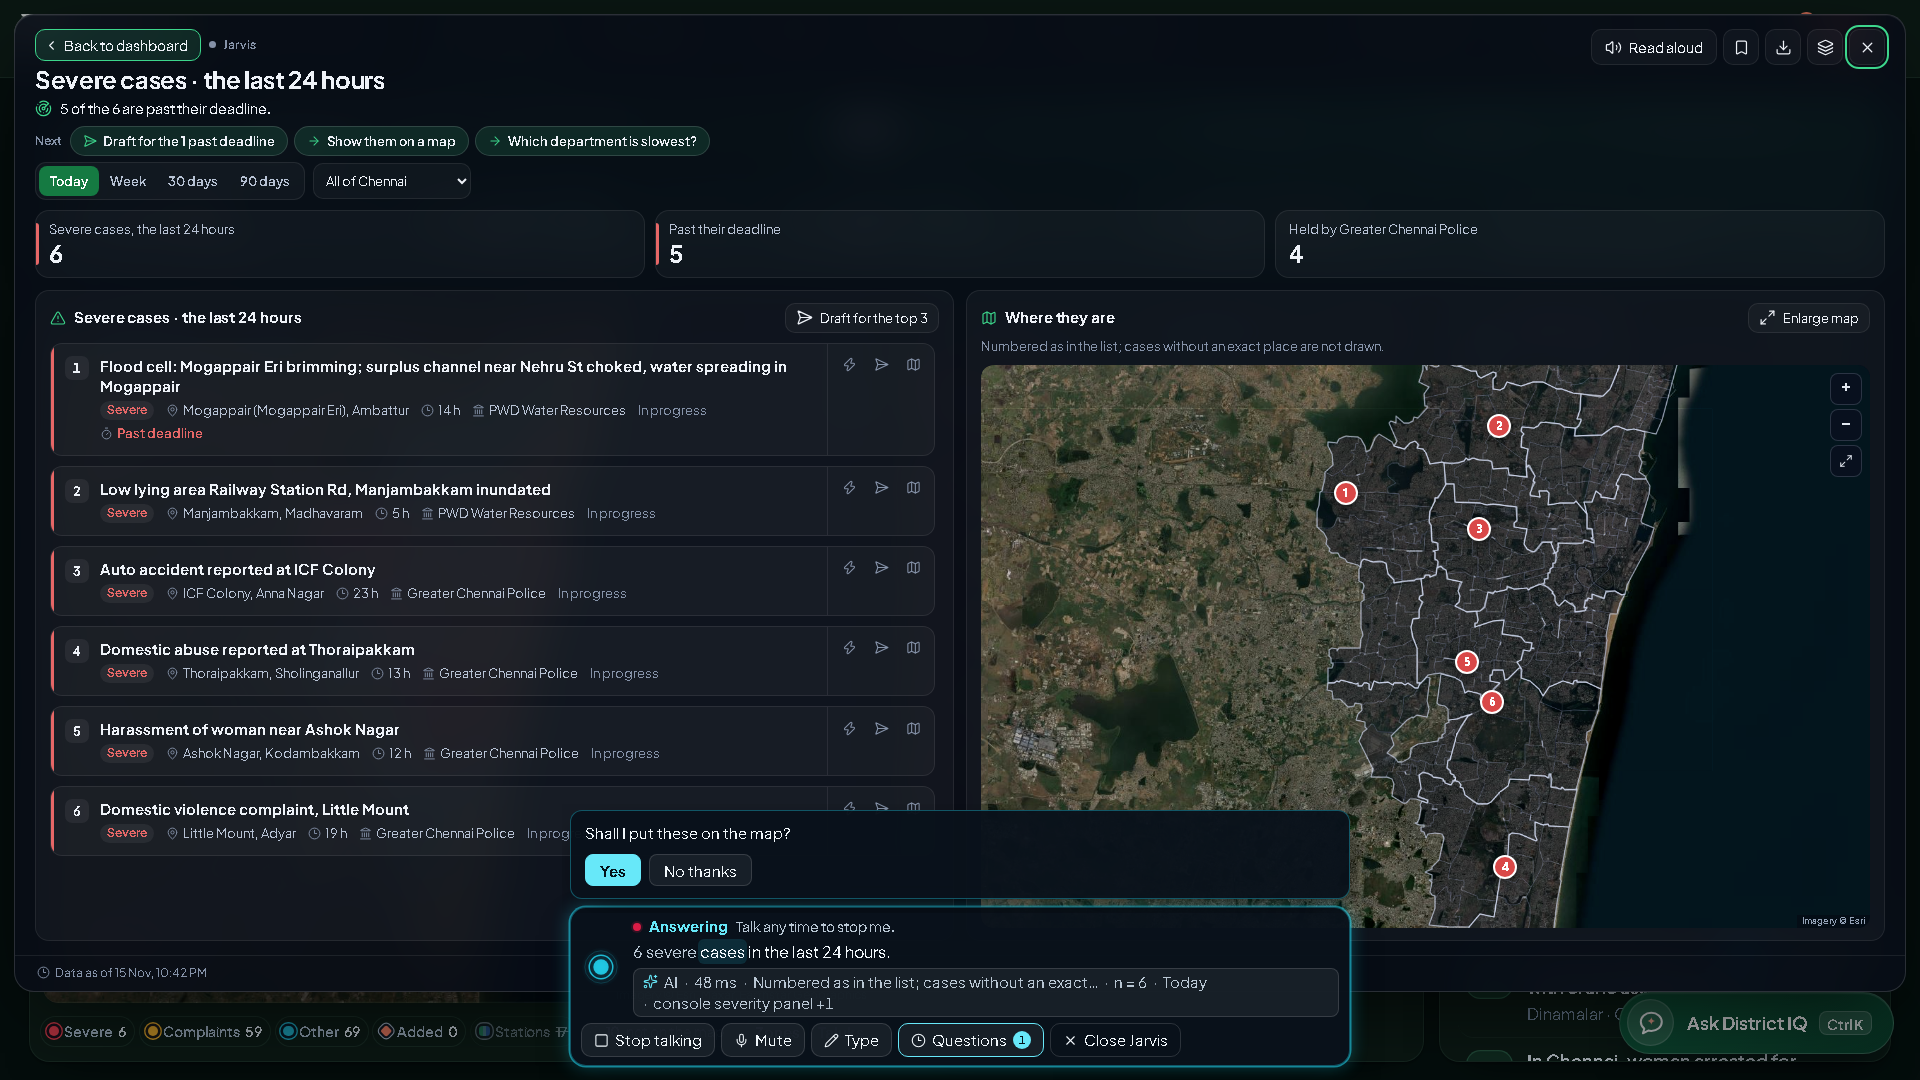 Back to dashboard
Jarvis
Read aloud
Severe cases · the last 24 hours
5 of the 6 are past their deadline.
Next
Draft for the 1 past deadline
Show them on a map
Which department is slowest?
Today
Week
30 days
90 days
All of Chennai
Severe cases, the last 24 hours
6
Past their deadline
5
Held by Greater Chennai Police
4
Severe cases · the last 24 hours
Draft for the top 3
1
Flood cell: Mogappair Eri brimming; surplus channel near Nehru St choked, water spreading in
Mogappair
Severe Mogappair (Mogappair Eri), Ambattur 14 h PWD Water Resources In progress
Past deadline
2
Low lying area Railway Station Rd, Manjambakkam inundated
Severe Manjambakkam, Madhavaram 5 h PWD Water Resources In progress
3
Auto accident reported at ICF Colony
Severe ICF Colony, Anna Nagar 23 h Greater Chennai Police In progress
4
Domestic abuse reported at Thoraipakkam
Severe Thoraipakkam, Sholinganallur 13 h Greater Chennai Police In progress
5
Harassment of woman near Ashok Nagar
Severe Ashok Nagar, Kodambakkam 12 h Greater Chennai Police In progress
6
Domestic violence complaint, Little Mount
Severe Little Mount, Adyar 19 h Greater Chennai Police Inprog
Where they are
Enlarge map
Numbered as in the list; cases without an exact place are not drawn.
+
−
2
1
3
5
6
4
Imagery © Esri
Shall I put these on the map?
Yes
No thanks
Answering Talk any time to stop me.
6 severe cases in the last 24 hours.
AI · 48 ms · Numbered as in the list; cases without an exact... · n = 6 · Today
· console severity panel +1
Stop talking
Mute
Type
Questions 1
Close Jarvis
Data as of 15 Nov, 10:42 PM
Severe 6
Complaints 59
Other 69
Added 0
Stations
Dinamalar ·
Ask District IQ Ctrl K
In Chennai, woman arrested for